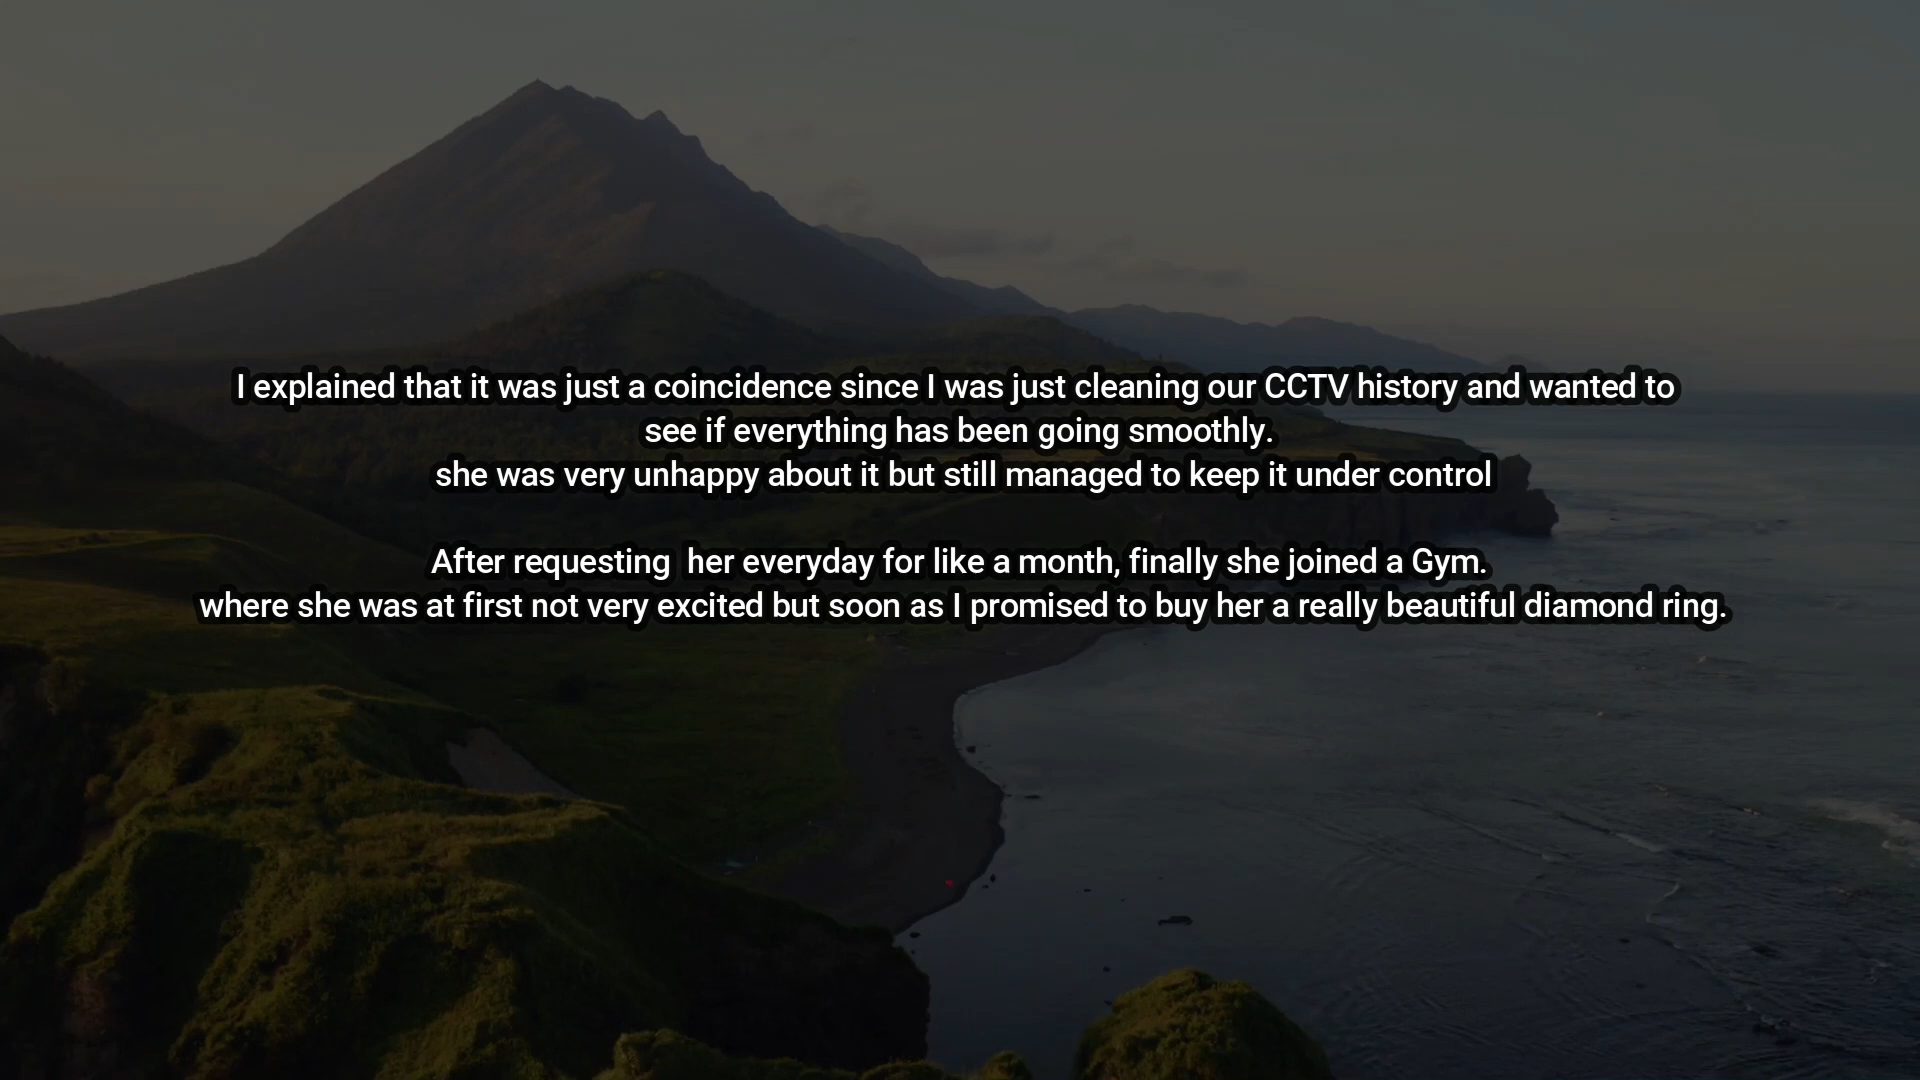 I explained that it was just a coincidence since I was just cleaning our CCTV history and wanted to
see if everything has been going smoothly.
she was very unhappy about it but still managed to keep it under control
After requesting  her everyday for like a month, finally she joined a Gym.
where she was at first not very excited but soon as I promised to buy her a really beautiful diamond ring.